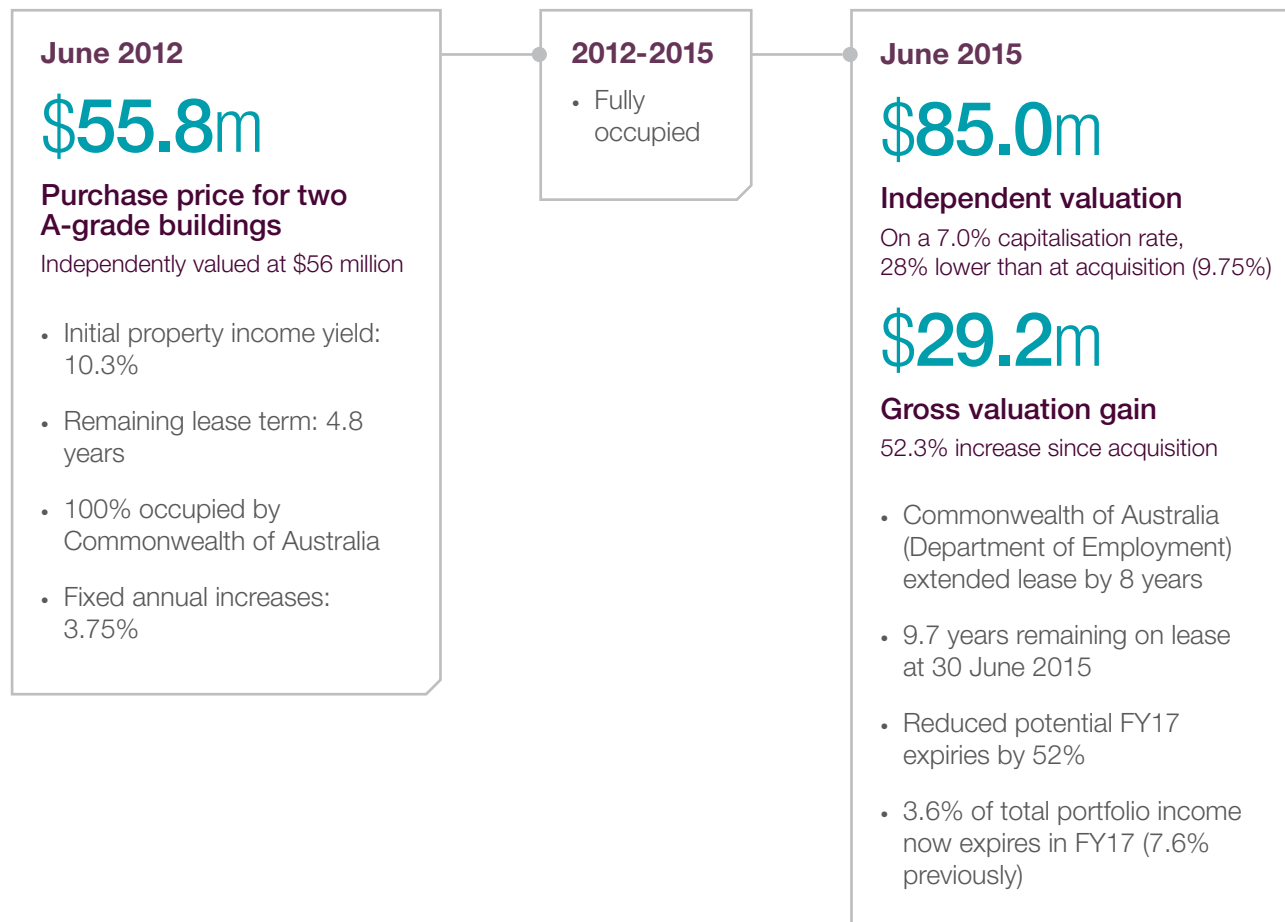 June 2012
$55.8m
Purchase price for two
A-grade buildings
Independently valued at $56 million
• Initial property income yield:
10.3%
• Remaining lease term: 4.8
years
• 100% occupied by
Commonwealth of Australia
• Fixed annual increases:
3.75%
2012-2015
• Fully
occupied
June 2015
$85.0m
Independent valuation
On a 7.0% capitalisation rate,
28% lower than at acquisition (9.75%)
$29.2m
Gross valuation gain
52.3% increase since acquisition
• Commonwealth of Australia
(Department of Employment)
extended lease by 8 years
• 9.7 years remaining on lease
at 30 June 2015
• Reduced potential FY17
expiries by 52%
• 3.6% of total portfolio income
now expires in FY17 (7.6%
previously)